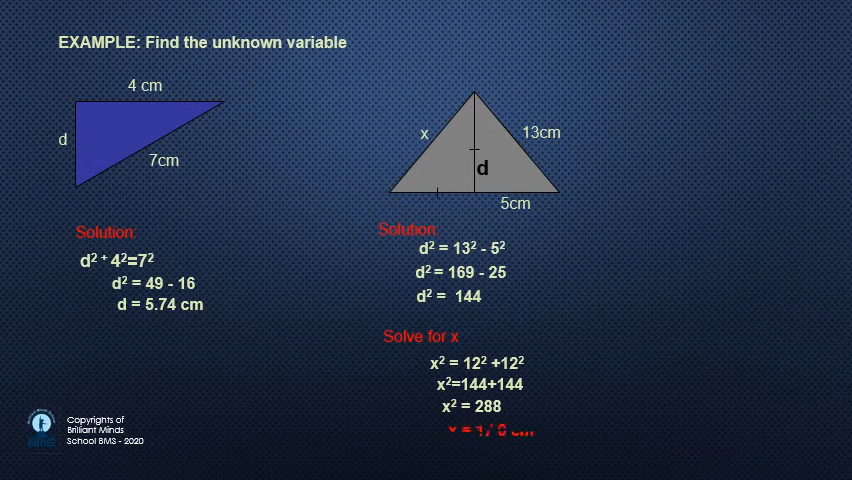 EXAMPLE: Find the unknown variable
4 cm
d
7cm
Solution:
d² + 4²=7²
d² = 49 - 16
d = 5.74 cm
x
13cm
d
5cm
Solution:
d² = 13² - 5²
d² = 169 - 25
d² = 144
Solve for x
x² = 12² +12²
x²=144+144
x² = 288
Copyrights of
Brilliant Minds
School BMS - 2020